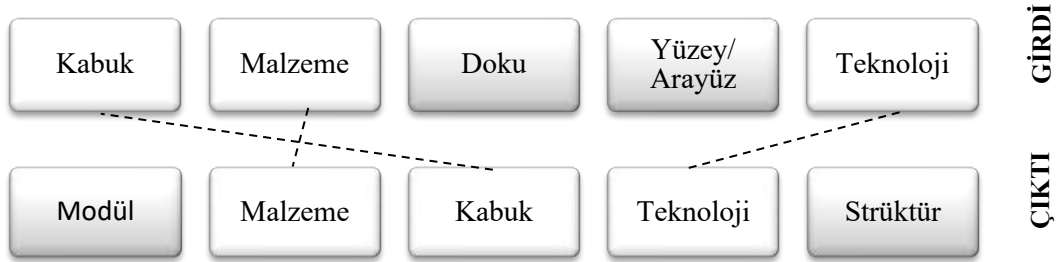 Kabuk
Malzeme
Doku
Yüzey/
Arayüz
Teknoloji
GİRDİ
Modül
Malzeme
Kabuk
Teknoloji
Strüktür
ÇIKTI